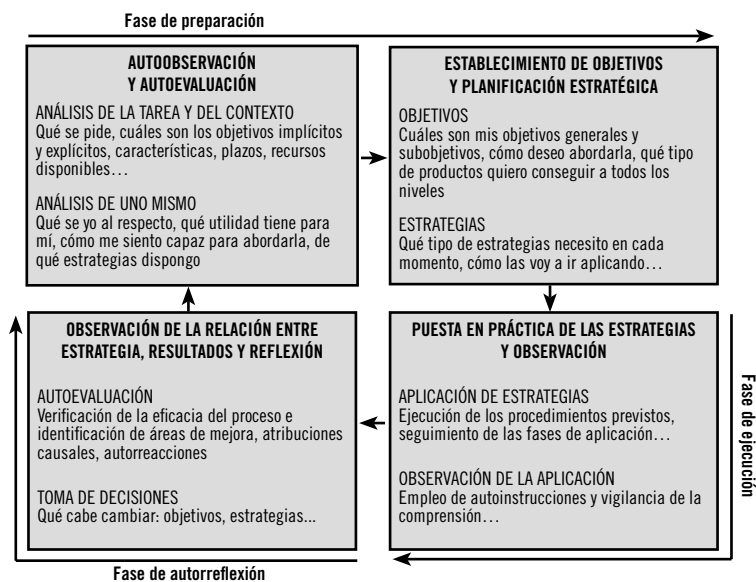 Fase de preparación
AUTOOBSERVACIÓN
Y AUTOEVALUACIÓN
ANÁLISIS DE LA TAREA Y DEL CONTEXTO
Qué se pide, cuáles son los objetivos implícitos
y explícitos, características, plazos, recursos
disponibles…
ANÁLISIS DE UNO MISMO
Qué se yo al respecto, qué utilidad tiene para
mí, cómo me siento capaz para abordarla, de
qué estrategias dispongo
ESTABLECIMIENTO DE OBJETIVOS
Y PLANIFICACIÓN ESTRATÉGICA
OBJETIVOS
Cuáles son mis objetivos generales y
subobjetivos, cómo deseo abordarla, qué tipo
de productos quiero conseguir a todos los
niveles
ESTRATEGIAS
Qué tipo de estrategias necesito en cada
momento, cómo las voy a ir aplicando…
PUESTA EN PRÁCTICA DE LAS ESTRATEGIAS
Y OBSERVACIÓN
APLICACIÓN DE ESTRATEGIAS
Ejecución de los procedimientos previstos,
seguimiento de las fases de aplicación…
OBSERVACIÓN DE LA APLICACIÓN
Empleo de autoinstrucciones y vigilancia de la
comprensión…
Fase de ejecución
OBSERVACIÓN DE LA RELACIÓN ENTRE
ESTRATEGIA, RESULTADOS Y REFLEXIÓN
AUTOEVALUACIÓN
Verificación de la eficacia del proceso e
identificación de áreas de mejora, atribuciones
causales, autorreacciones
TOMA DE DECISIONES
Qué cabe cambiar: objetivos, estrategias...
Fase de autorreflexión